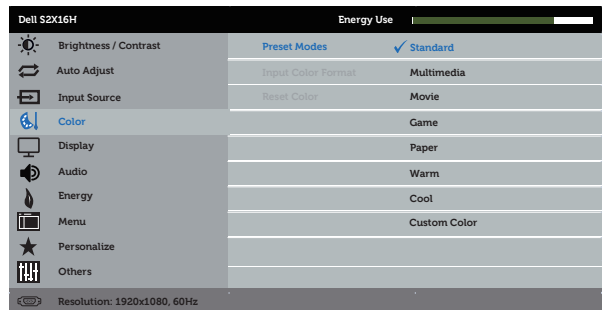 Dell S2X16H Energy Use
Brightness / Contrast Preset Modes Standard
Auto Adjust Input Color Format Multimedia
Input Source Reset Color Movie
Color Game
Display Paper
Audio Warm
Energy Cool
Menu Custom Color
Personalize
Others
Resolution: 1920x1080, 60Hz